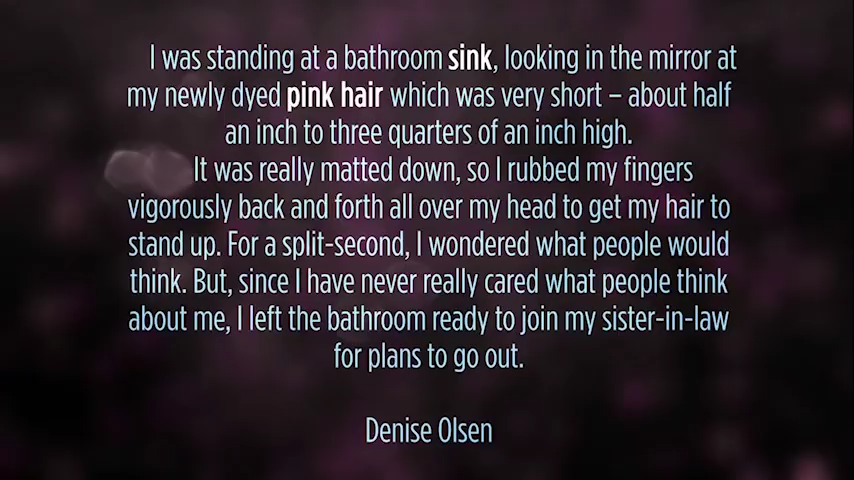 I was standing at a bathroom sink, looking in the mirror at
my newly dyed pink hair which was very short – about half
an inch to three quarters of an inch high.
It was really matted down, so I rubbed my fingers
vigorously back and forth all over my head to get my hair to
stand up. For a split-second, I wondered what people would
think. But, since I have never really cared what people think
about me, I left the bathroom ready to join my sister-in-law
for plans to go out.
Denise Olsen